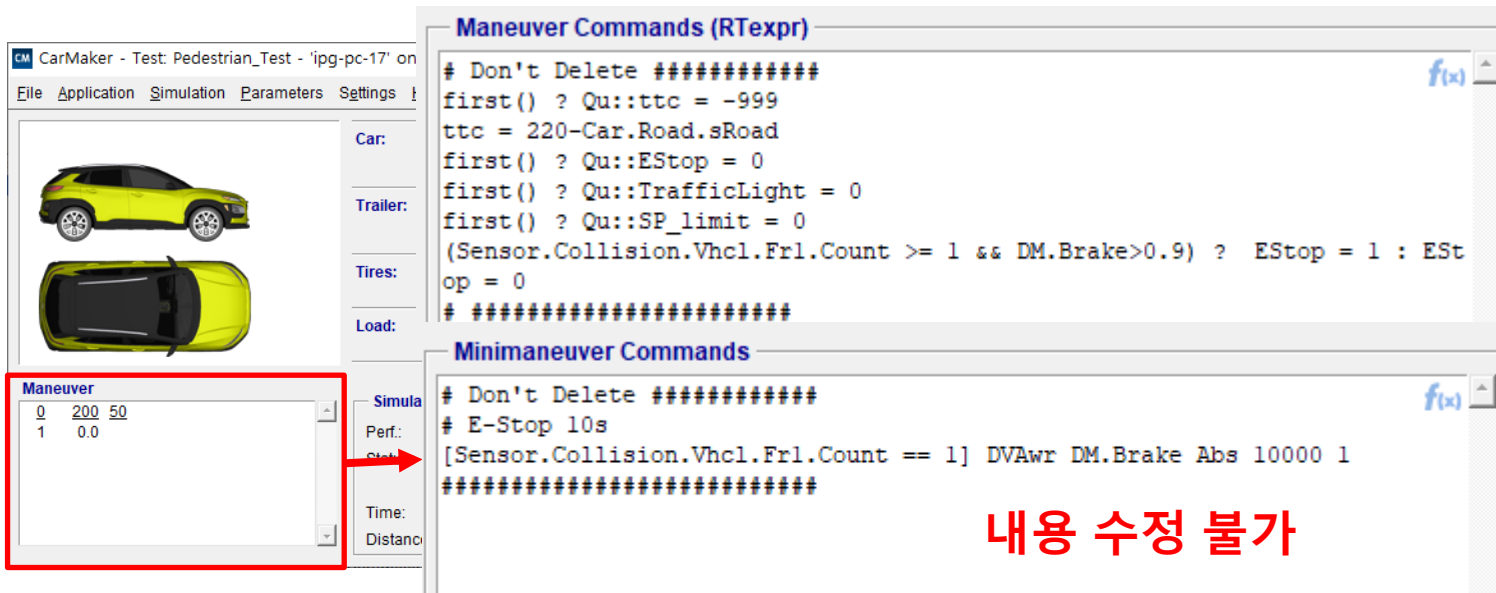 CM CarMaker - Test: Pedestrian_Test - 'ipg-pc-17' on
File Application Simulation Parameters Settings
Car:
Trailer:
Tires:
Load:
Maneuver
0 200 50
1 0.0
Simula
Perf.:
Time:
Distanc
Maneuver Commands (RTexpr)
f(x)
# Don't Delete ############
first() ? Qu::ttc = -999
ttc = 220-Car.Road.sRoad
first() ? Qu::EStop = 0
first() ? Qu::TrafficLight = 0
first() ? Qu::SP_limit = 0
(Sensor.Collision.Vhcl.Fr1.Count >= 1 && DM.Brake>0.9) ?  EStop = 1 : ESt
op = 0
# #######################
Minimaneuver Commands
f(x)
# Don't Delete ############
# E-Stop 10s
[Sensor.Collision.Vhcl.Fr1.Count == 1] DVAwr DM.Brake Abs 10000 1
###########################
내용 수정 불가